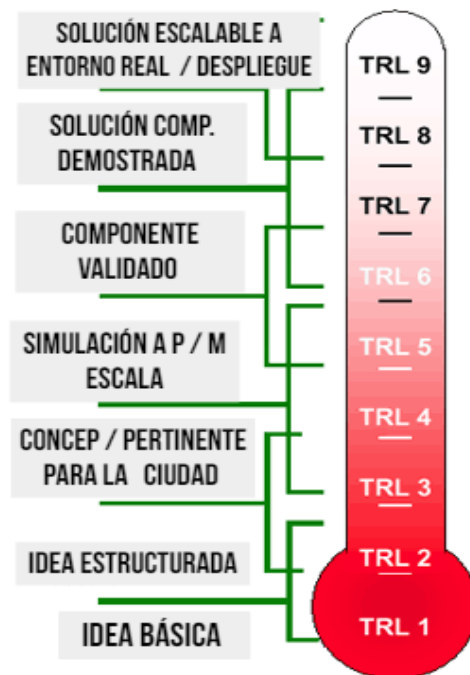 SOLUCIÓN ESCALABLE A
ENTORNO REAL / DESPLIEGUE
SOLUCIÓN COMP.
DEMOSTRADA
COMPONENTE
VALIDADO
SIMULACIÓN A P / M
ESCALA
CONCEP / PERTINENTE
PARA LA CIUDAD
IDEA ESTRUCTURADA
IDEA BÁSICA
TRL 9
TRL 8
TRL 7
TRL 6
TRL 5
TRL 4
TRL 3
TRL 2
TRL 1